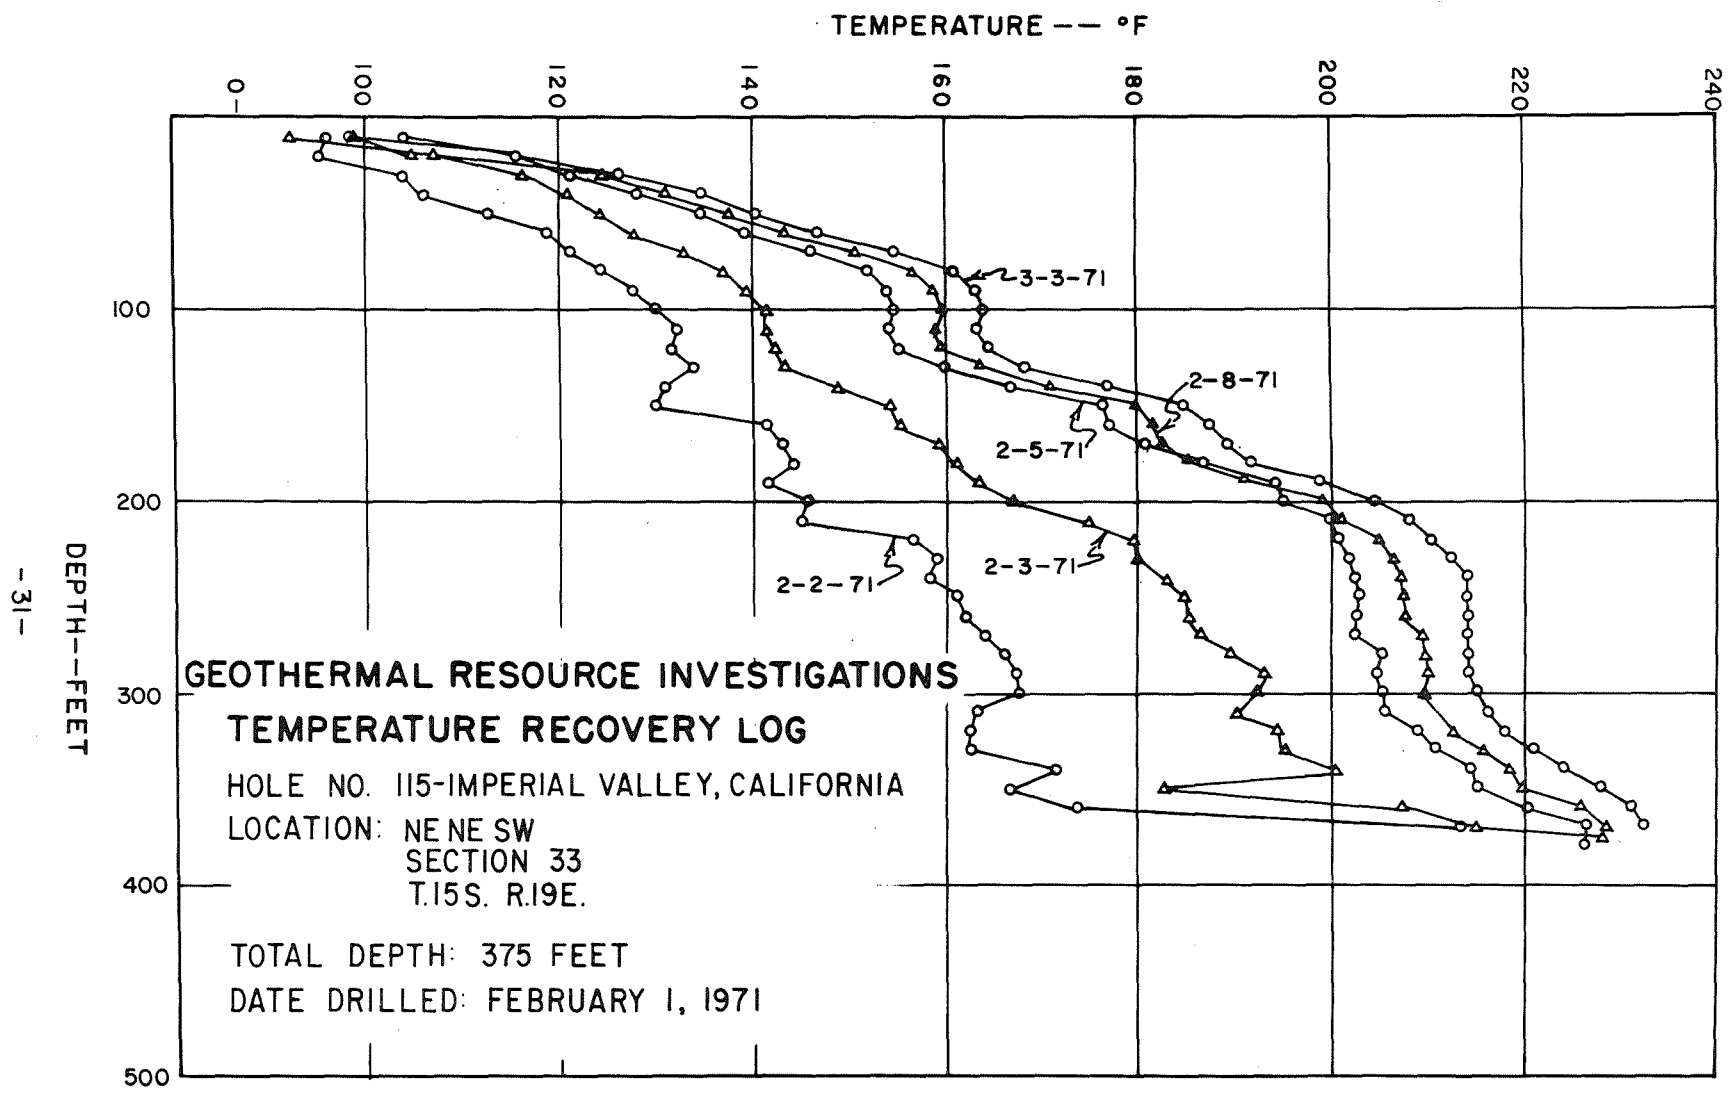 TEMPERATURE -- °F
0
100
120
140
160
180
200
220
240
3-3-71
2-8-71
2-5-71
2-3-71
2-2-71
100
200
300
400
500
DEPTH--FEET
-31-
GEOTHERMAL RESOURCE INVESTIGATIONS
TEMPERATURE RECOVERY LOG
HOLE NO. 115-IMPERIAL VALLEY, CALIFORNIA
LOCATION: NE NE SW
SECTION 33
T.15S. R.19E.
TOTAL DEPTH: 375 FEET
DATE DRILLED: FEBRUARY 1, 1971